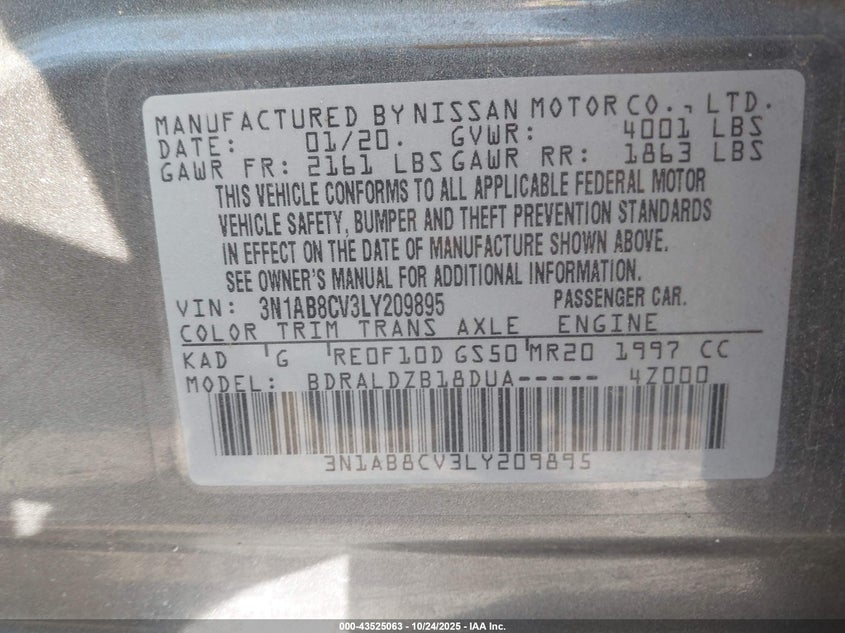 MANUFACTURED BY NISSAN MOTOR CO., LTD.
DATE: 01/20. GVWR: 4001 LBS
GAWR FR: 2161 LBS GAWR RR: 1863 LBS
THIS VEHICLE CONFORMS TO ALL APPLICABLE FEDERAL MOTOR
VEHICLE SAFETY, BUMPER AND THEFT PREVENTION STANDARDS
IN EFFECT ON THE DATE OF MANUFACTURE SHOWN ABOVE.
SEE OWNER'S MANUAL FOR ADDITIONAL INFORMATION.
VIN: 3N1AB8CV3LY209895 PASSENGER CAR.
COLOR TRIM TRANS AXLE ENGINE
KAD G RE0F10D GS50 MR20 1997 CC
MODEL: BDRALDZB18DUA----- 4Z000
3N1AB8CV3LY209895
000-43525063 - 10/24/2025 - IAA Inc.